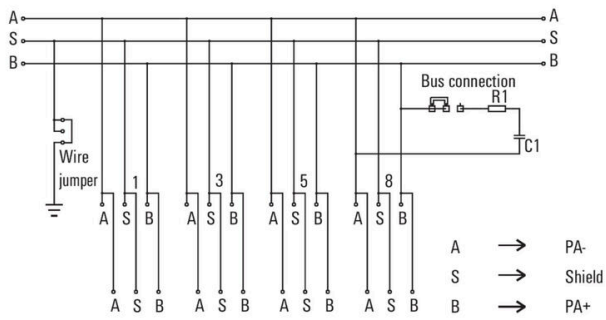 A A
S S
B B
Bus connection
R1
C1
Wire
jumper 1 3 5 8
A S B A S B A S B A S B
A S B A S B A S B A S B
A → PA-
S → Shield
B → PA+